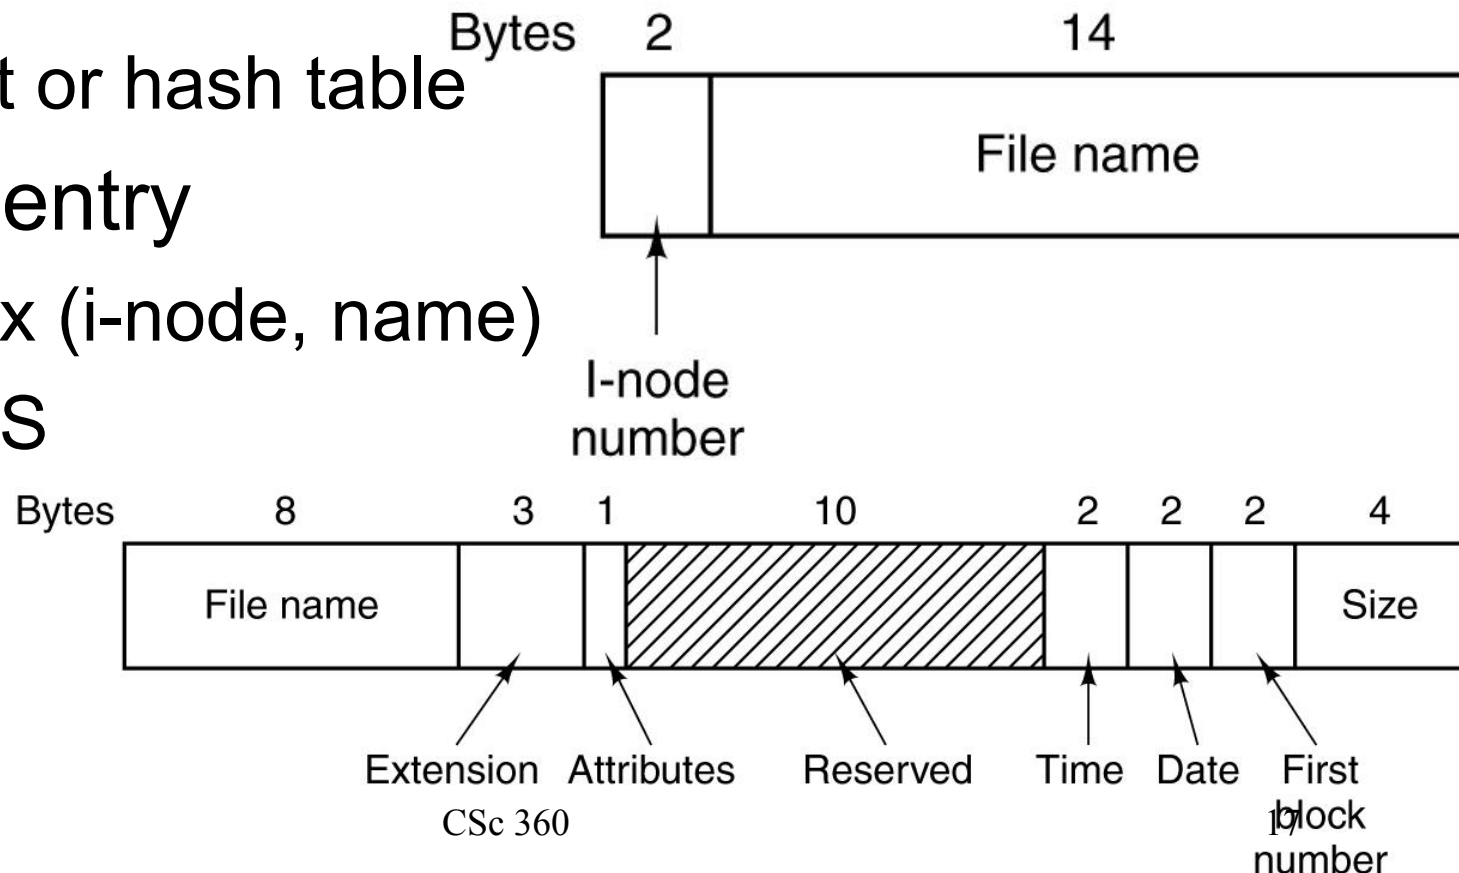 Bytes 2 14
t or hash table
File name
entry
x (i-node, name)
I-node
number
S
Bytes 8 3 1 10 2 2 2 4
File name Size
Extension Attributes Reserved Time Date First
block
number
CSc 360 17